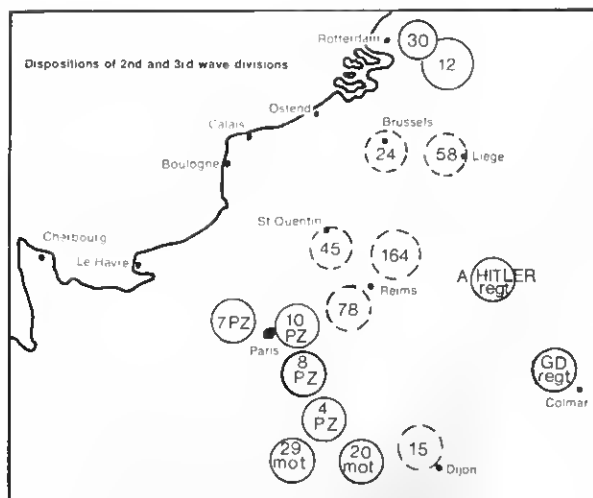 Rotterdam
30
12
Dispositions of 2nd and 3rd wave divisions
Ostend
Calais
Brussels
24
58
Liege
Boulogne
Cherbourg
Le Havre
St Quentin
45
164
A HITLER
regt
Reims
78
7PZ
10
PZ
Paris
8
PZ
GD
regt
Colmar
4
PZ
29
mot
20
mot
15
Dijon